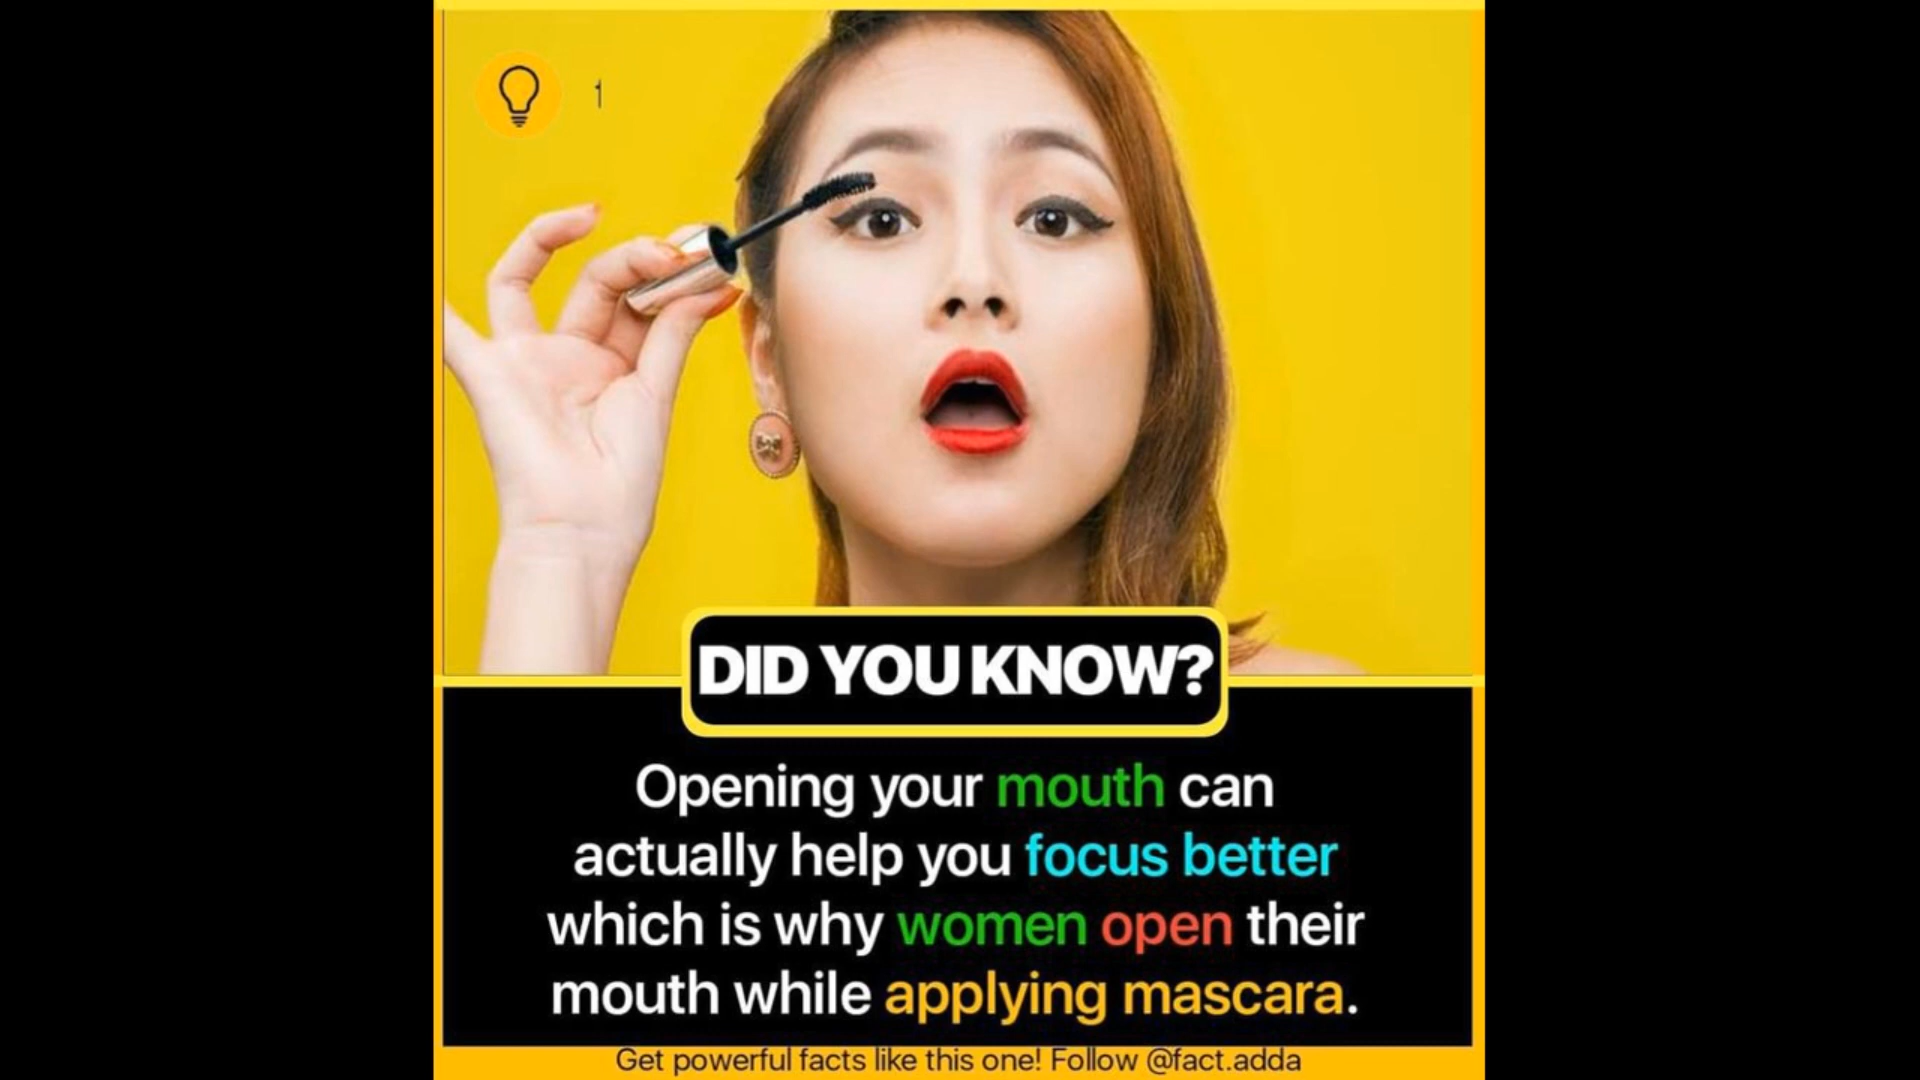 DID YOU KNOW?
Opening your mouth can
actually help you focus better
which is why women open their
mouth while applying mascara.
Get powerful facts like this one! Follow @fact.adda